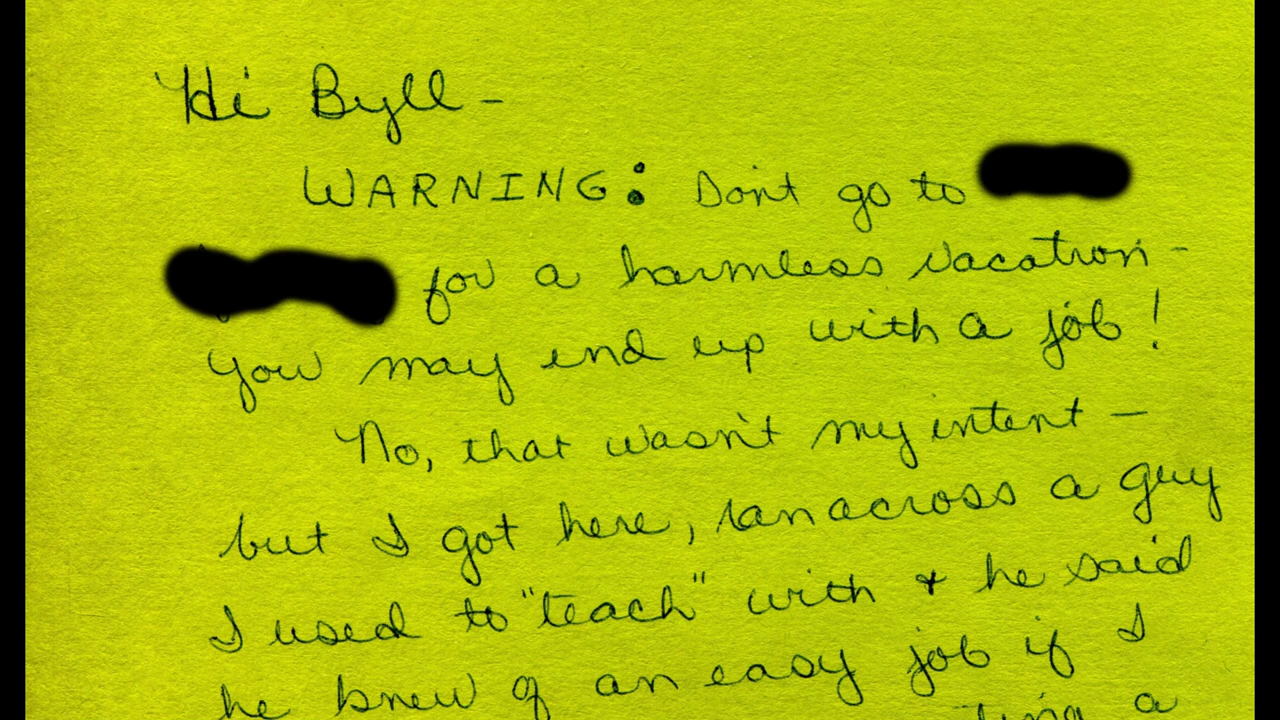 Hi Byll -
WARNING: Don't go to
for a harmless vacation -
you may end up with a job!
No, that wasn't my intent -
but I got here, ran across a guy
I used to "teach" with & he said
he knew of an easy job if I
a